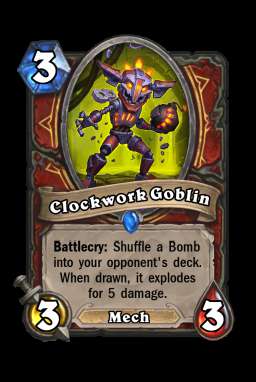 3
Clockwork Goblin
Battlecry: Shuffle a Bomb
into your opponent's deck.
When drawn, it explodes
for 5 damage.
3
Mech
3